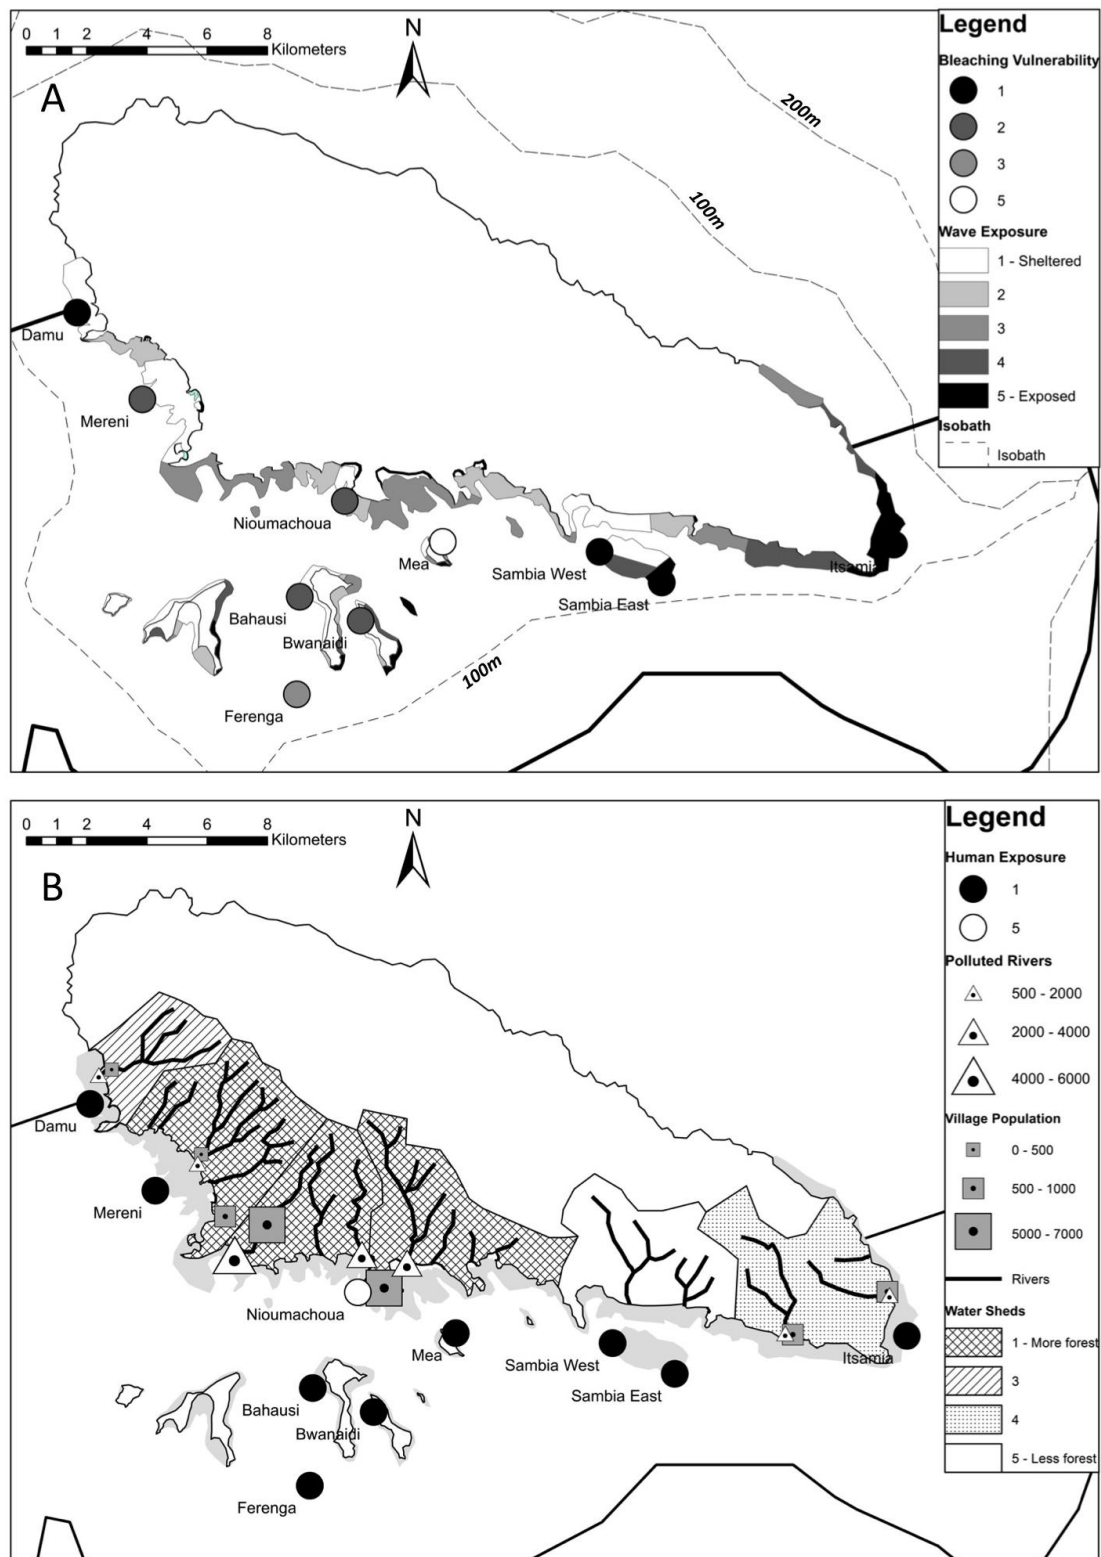 0 1 2 4 6 8
Kilometers
N
A
200m
100m
Damu
Mereni
Nioumachoua
Mea
Sambia West
Itsamia
Sambia East
Bahausi
Bwanaidi
100m
Ferenga
Legend
Bleaching Vulnerability
1
2
3
5
Wave Exposure
1 - Sheltered
2
3
4
5 - Exposed
Isobath
Isobath
0 1 2 4 6 8
Kilometers
N
B
Damu
Mereni
Nioumachoua
Mea
Sambia West
Itsamia
Sambia East
Bahausi
Bwanaidi
Ferenga
Legend
Human Exposure
1
5
Polluted Rivers
500 - 2000
2000 - 4000
4000 - 6000
Village Population
0 - 500
500 - 1000
5000 - 7000
Rivers
Water Sheds
1 - More forest
3
4
5 - Less forest